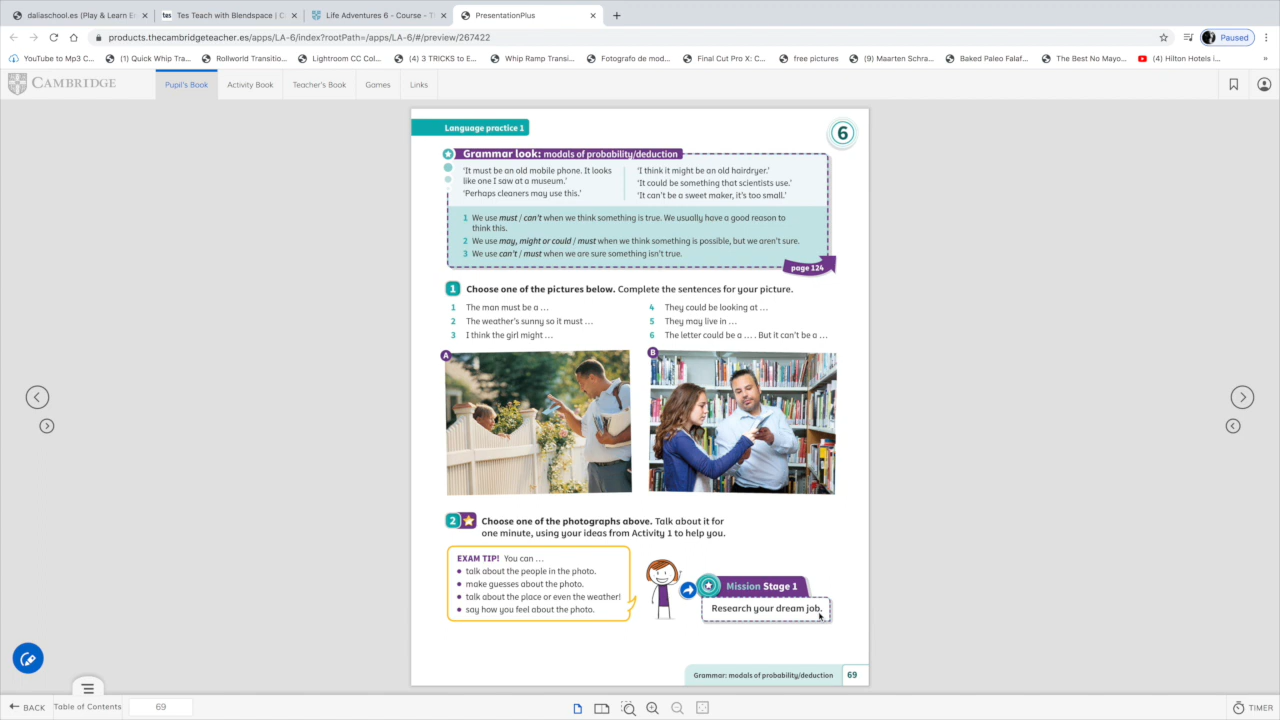 daliaschool.es (Play & Learn E
Tes Teach with Blendspace | C
Life Adventures 6 - Course - T
PresentationPlus
products.thecambridgeteacher.es/apps/LA-6/index?rootPath=/apps/LA-6/#/preview/267422
Paused
YouTube to Mp3 C...
(1) Quick Whip Tra...
Rollworld Transitio...
Lightroom CC Col...
(4) 3 TRICKS to E...
Whip Ramp Transi...
Fotografo de mod...
Final Cut Pro X: C...
free pictures
(9) Maarten Schra...
Baked Paleo Falaf...
The Best No Mayo...
(4) Hilton Hotels i...
CAMBRIDGE
Pupil's Book
Activity Book
Teacher's Book
Games
Links
Language practice 1
6
Grammar look: modals of probability/deduction
'It must be an old mobile phone. It looks
like one I saw at a museum.'
'Perhaps cleaners may use this.'
'I think it might be an old hairdryer.'
'It could be something that scientists use.'
'It can't be a sweet maker, it's too small.'
1 We use must / can't when we think something is true. We usually have a good reason to
think this.
2 We use may, might or could / must when we think something is possible, but we aren't sure.
3 We use can't / must when we are sure something isn't true.
page 124
1 Choose one of the pictures below. Complete the sentences for your picture.
1 The man must be a ...
2 The weather's sunny so it must ...
3 I think the girl might ...
4 They could be looking at ...
5 They may live in ...
6 The letter could be a ... . But it can't be a ...
A
B
2 Choose one of the photographs above. Talk about it for
one minute, using your ideas from Activity 1 to help you.
EXAM TIP! You can ...
• talk about the people in the photo.
• make guesses about the photo.
• talk about the place or even the weather!
• say how you feel about the photo.
Mission Stage 1
Research your dream job.
Grammar: modals of probability/deduction 69
BACK
Table of Contents
69
TIMER